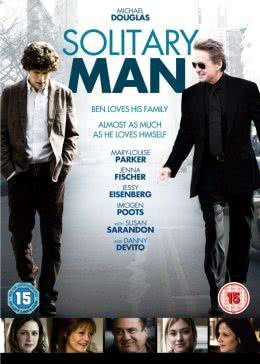 MICHAEL
DOUGLAS
SOLITARY
MAN
BEN LOVES HIS FAMILY
ALMOST AS MUCH
AS HE LOVES HIMSELF
MARY-LOUISE
PARKER
JENNA
FISCHER
JESSY
EISENBERG
IMOGEN
POOTS
WITH SUSAN
SARANDON
AND DANNY
DEVITO
15
15